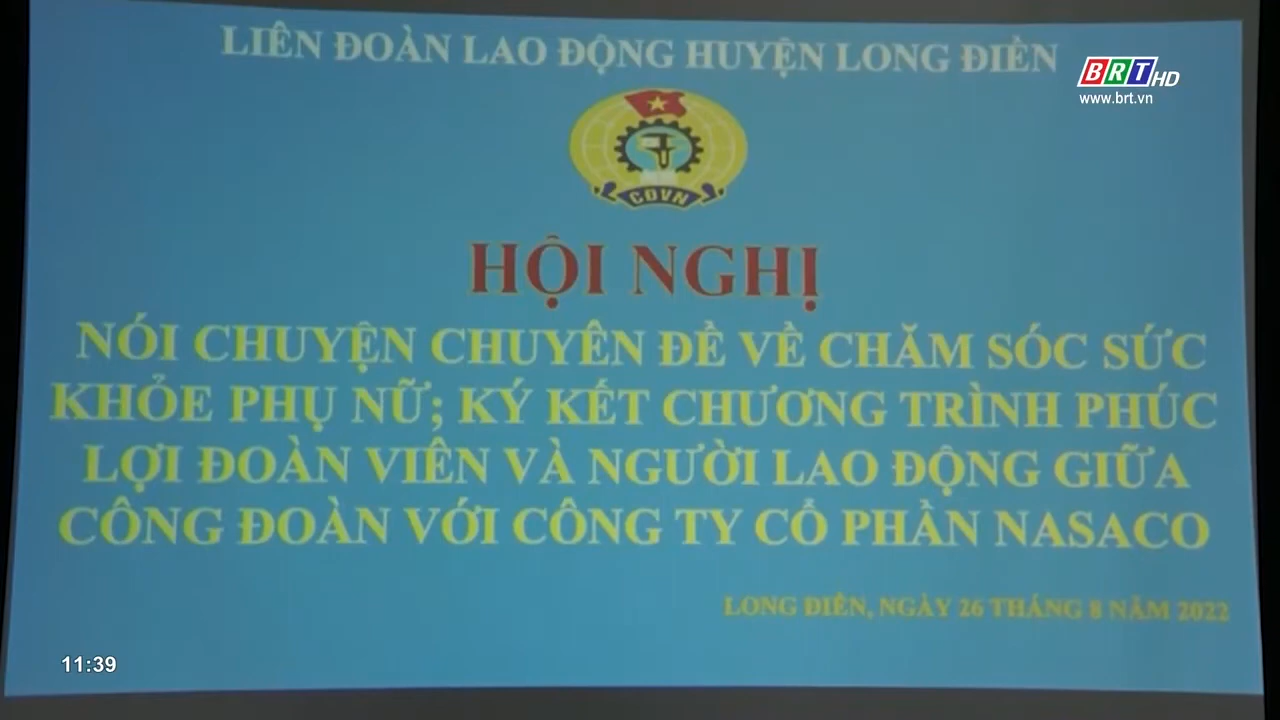 LIÊN ĐOÀN LAO ĐỘNG HUYỆN LONG ĐIỀN
BRT HD
www.brt.vn
CĐVN
HỘI NGHỊ
NÓI CHUYỆN CHUYÊN ĐỀ VỀ CHĂM SÓC SỨC
KHỎE PHỤ NỮ; KÝ KẾT CHƯƠNG TRÌNH PHÚC
LỢI ĐOÀN VIÊN VÀ NGƯỜI LAO ĐỘNG GIỮA
CÔNG ĐOÀN VỚI CÔNG TY CỔ PHẦN NASACO
LONG ĐIỀN, NGÀY 26 THÁNG 8 NĂM 2022
11:39